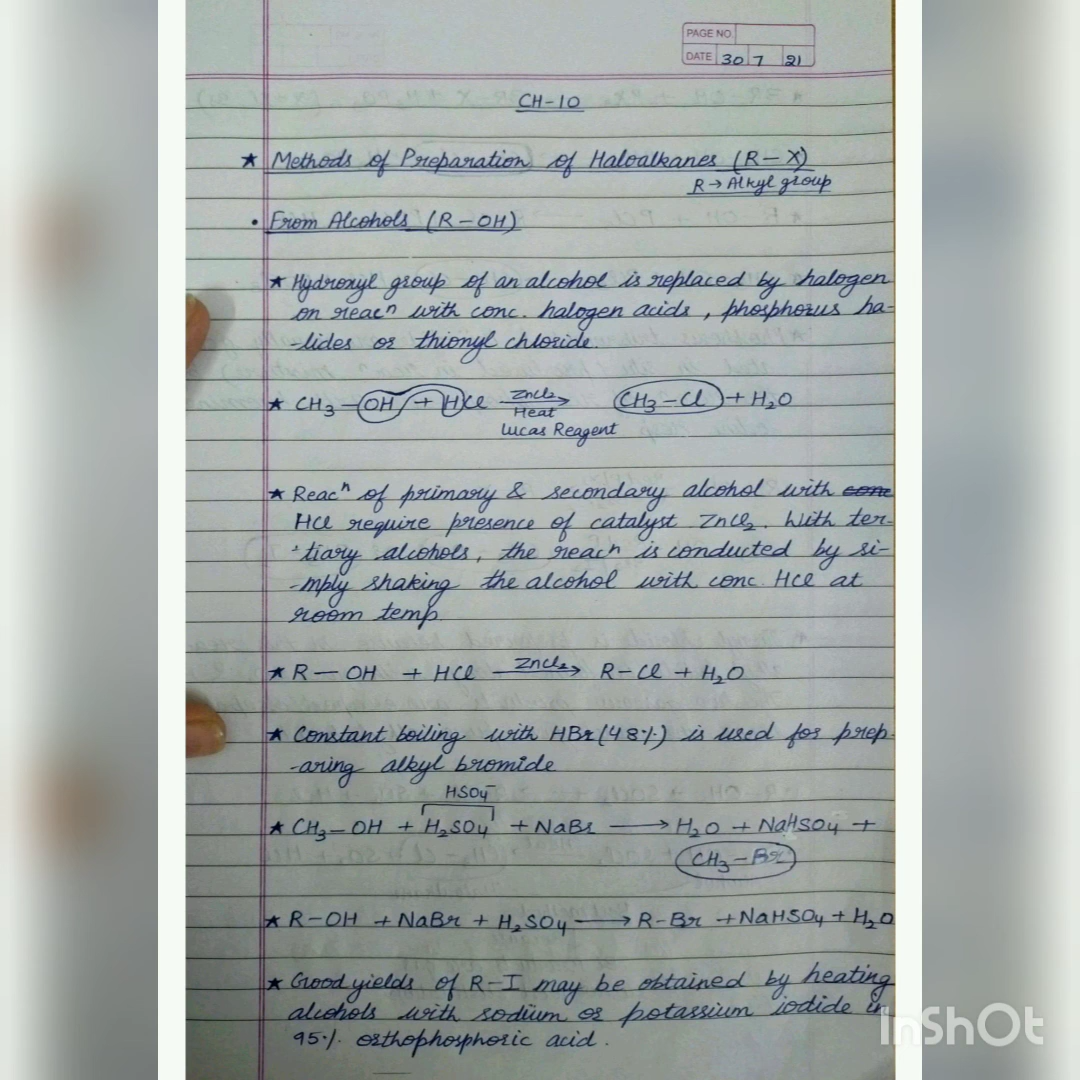 PAGE NO.
DATE 30 7 21
CH-10
★ Methods of Preparation of Haloalkanes (R-X)
R → Alkyl group
• From Alcohols (R-OH)
★ Hydroxyl group of an alcohol is replaced by halogen
on reacⁿ with conc. halogen acids, phosphorus ha-
-lides or thionyl chloride.
★ CH₃-OH + HCl ZnCl₂ → CH₃-Cl + H₂O
Heat
Lucas Reagent
★ Reacⁿ of primary & secondary alcohol with conc
HCl require presence of catalyst ZnCl₂. With ter-
-tiary alcohols, the reacⁿ is conducted by si-
-mply shaking the alcohol with conc. HCl at
room temp.
★ R-OH + HCl ZnCl₂ → R-Cl + H₂O
★ Constant boiling with HBr (48%) is used for prep-
-aring alkyl bromide
HSO₄⁻
★ CH₃-OH + H₂SO₄ + NaBr → H₂O + NaHSO₄ +
CH₃-Br
★ R-OH + NaBr + H₂SO₄ → R-Br + NaHSO₄ + H₂O
★ Good yields of R-I may be obtained by heating
alcohols with sodium or potassium iodide in
95% orthophosphoric acid.
InShOt